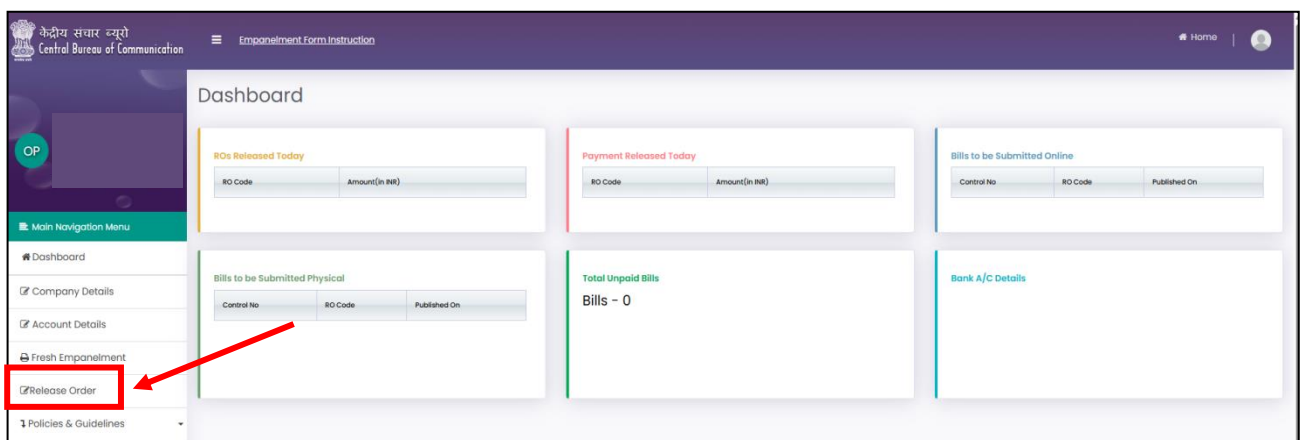 केंद्रीय संचार ब्यूरो
Central Bureau of Communication
Empanelment Form Instruction
Home |
OP
Main Navigation Menu
Dashboard
Company Details
Account Details
Fresh Empanelment
Release Order
Policies & Guidelines
Dashboard
ROs Released Today
RO Code Amount(in INR)
Payment Released Today
RO Code Amount(in INR)
Bills to be Submitted Online
Control No RO Code Published On
Bills to be Submitted Physical
Control No RO Code Published On
Total Unpaid Bills
Bills - 0
Bank A/C Details